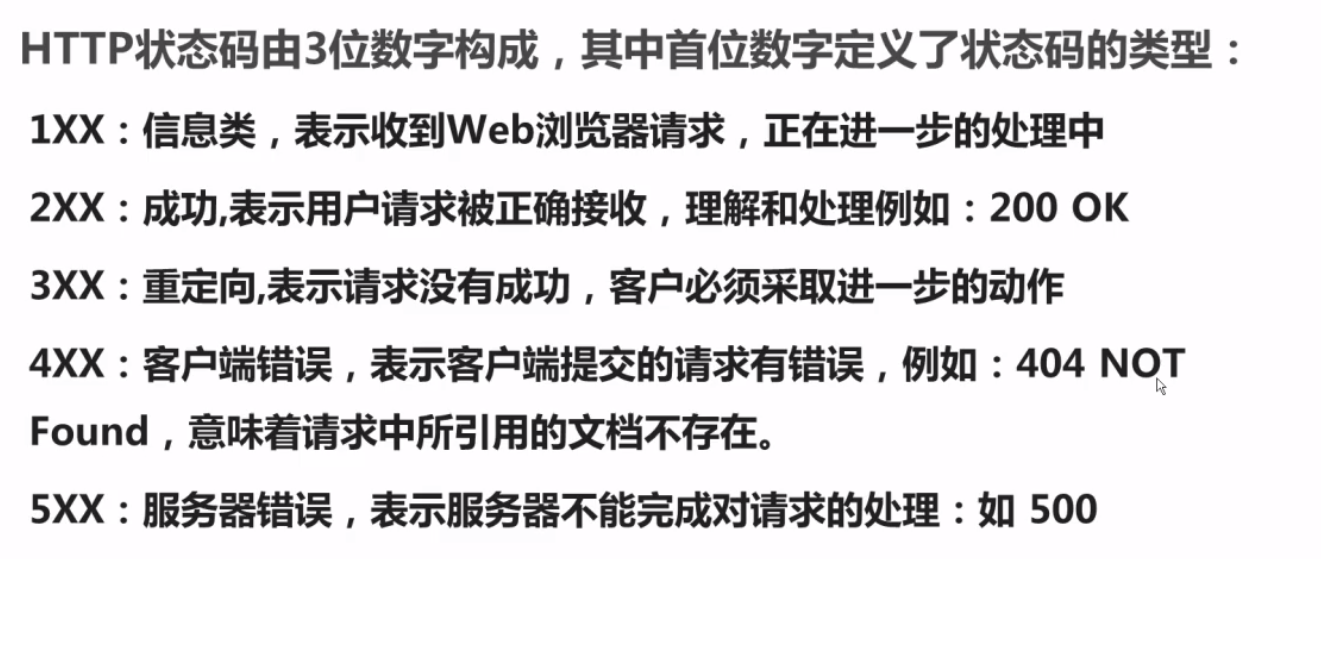 HTTP状态码由3位数字构成，其中首位数字定义了状态码的类型：
1XX：信息类，表示收到Web浏览器请求，正在进一步的处理中
2XX：成功,表示用户请求被正确接收，理解和处理例如：200 OK
3XX：重定向,表示请求没有成功，客户必须采取进一步的动作
4XX：客户端错误，表示客户端提交的请求有错误，例如：404 NOT
Found，意味着请求中所引用的文档不存在。
5XX：服务器错误，表示服务器不能完成对请求的处理：如 500